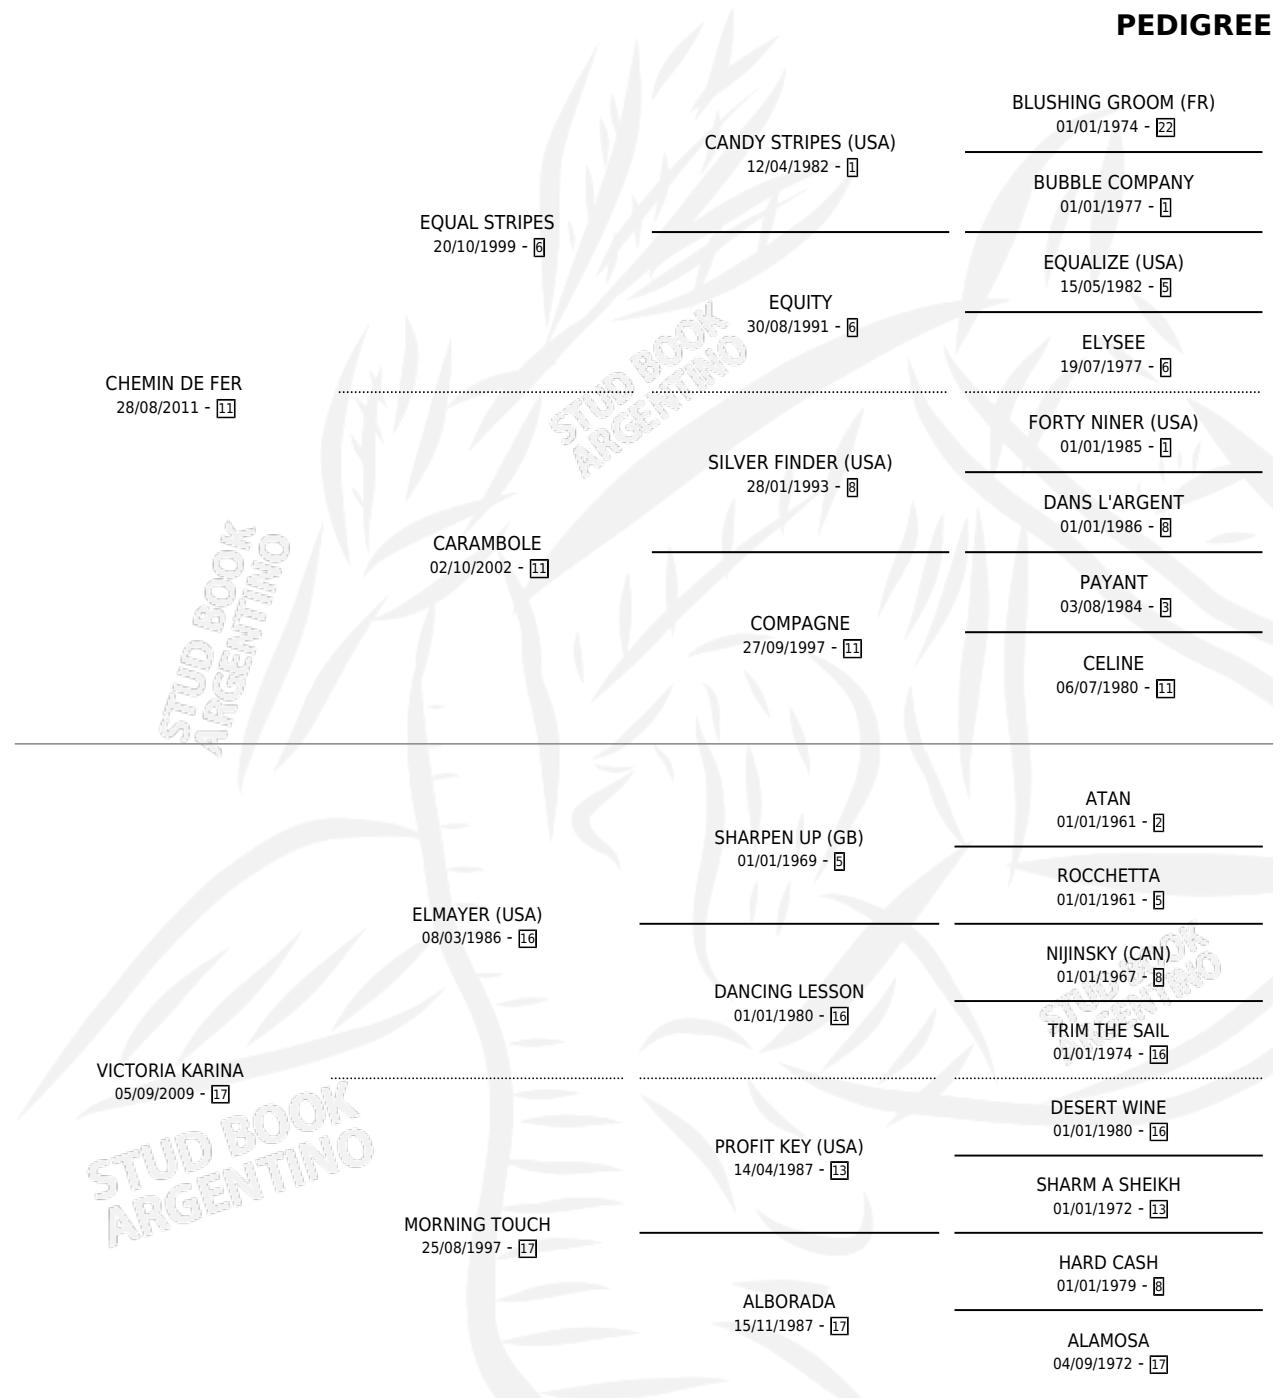 PEDIGREE
BLUSHING GROOM (FR)
01/01/1974 - 22
CANDY STRIPES (USA)
12/04/1982 - 1
BUBBLE COMPANY
01/01/1977 - 1
EQUAL STRIPES
20/10/1999 - 6
EQUALIZE (USA)
15/05/1982 - 5
EQUITY
30/08/1991 - 6
ELYSEE
19/07/1977 - 6
CHEMIN DE FER
28/08/2011 - 11
STUD BOOK
ARGENTINO
FORTY NINER (USA)
01/01/1985 - 1
SILVER FINDER (USA)
28/01/1993 - 8
DANS L'ARGENT
01/01/1986 - 8
CARAMBOLE
02/10/2002 - 11
PAYANT
03/08/1984 - 3
COMPAGNE
27/09/1997 - 11
CELINE
06/07/1980 - 11
STUD BOOK
ARGENTINO
ATAN
01/01/1961 - 2
SHARPEN UP (GB)
01/01/1969 - 5
ROCCHETTA
01/01/1961 - 5
ELMAYER (USA)
08/03/1986 - 16
NIJINSKY (CAN)
01/01/1967 - 8
DANCING LESSON
01/01/1980 - 16
STUD BOOK
ARGENTINO
TRIM THE SAIL
01/01/1974 - 16
VICTORIA KARINA
05/09/2009 - 17
DESERT WINE
01/01/1980 - 16
PROFIT KEY (USA)
14/04/1987 - 13
STUD BOOK
ARGENTINO
SHARM A SHEIKH
01/01/1972 - 13
MORNING TOUCH
25/08/1997 - 17
HARD CASH
01/01/1979 - 8
ALBORADA
15/11/1987 - 17
ALAMOSA
04/09/1972 - 17